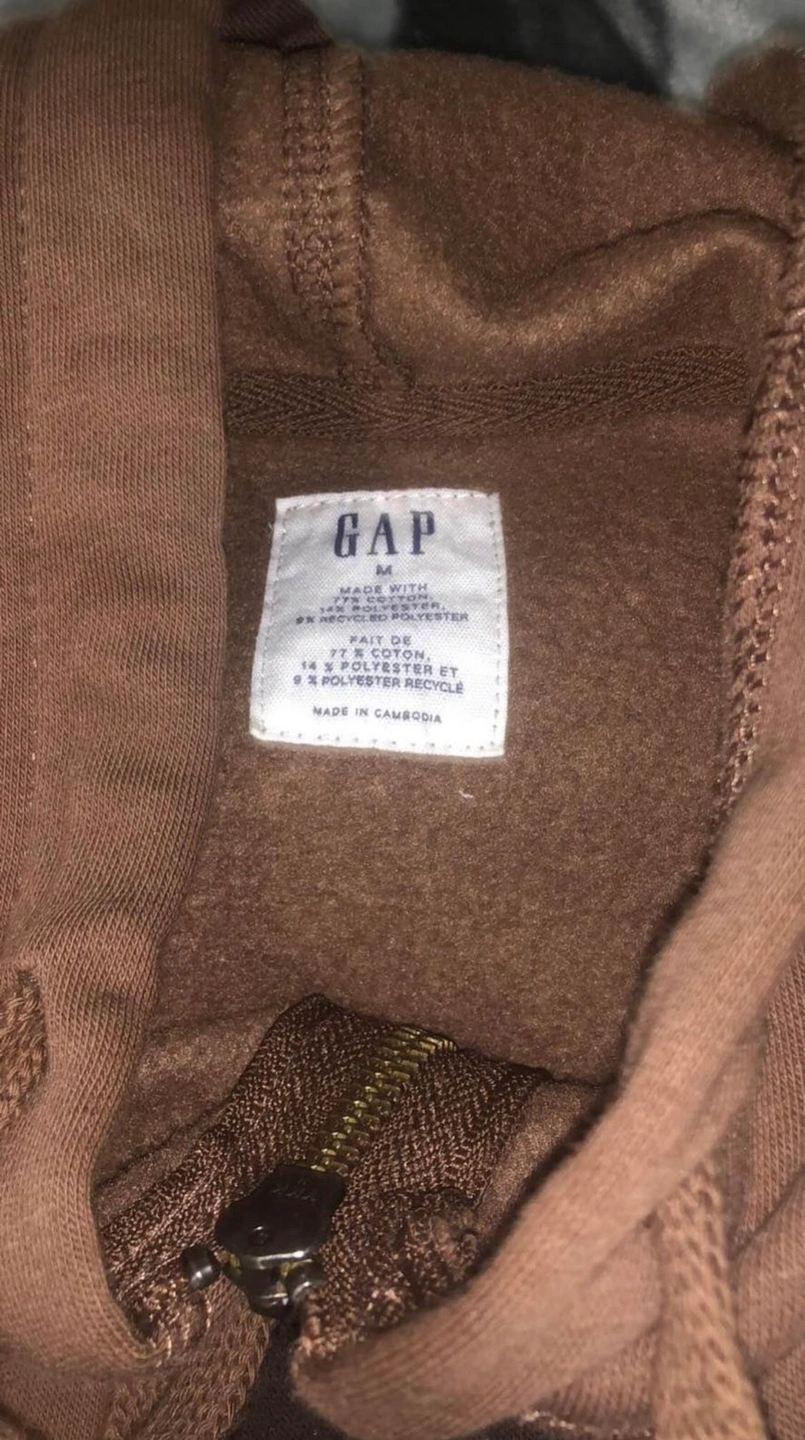 GAP
M
MADE WITH
77% COTTON,
14% POLYESTER,
9% RECYCLED POLYESTER
FAIT DE
77 % COTON,
14 % POLYESTER ET
9 % POLYESTER RECYCLÉ
MADE IN CAMBODIA